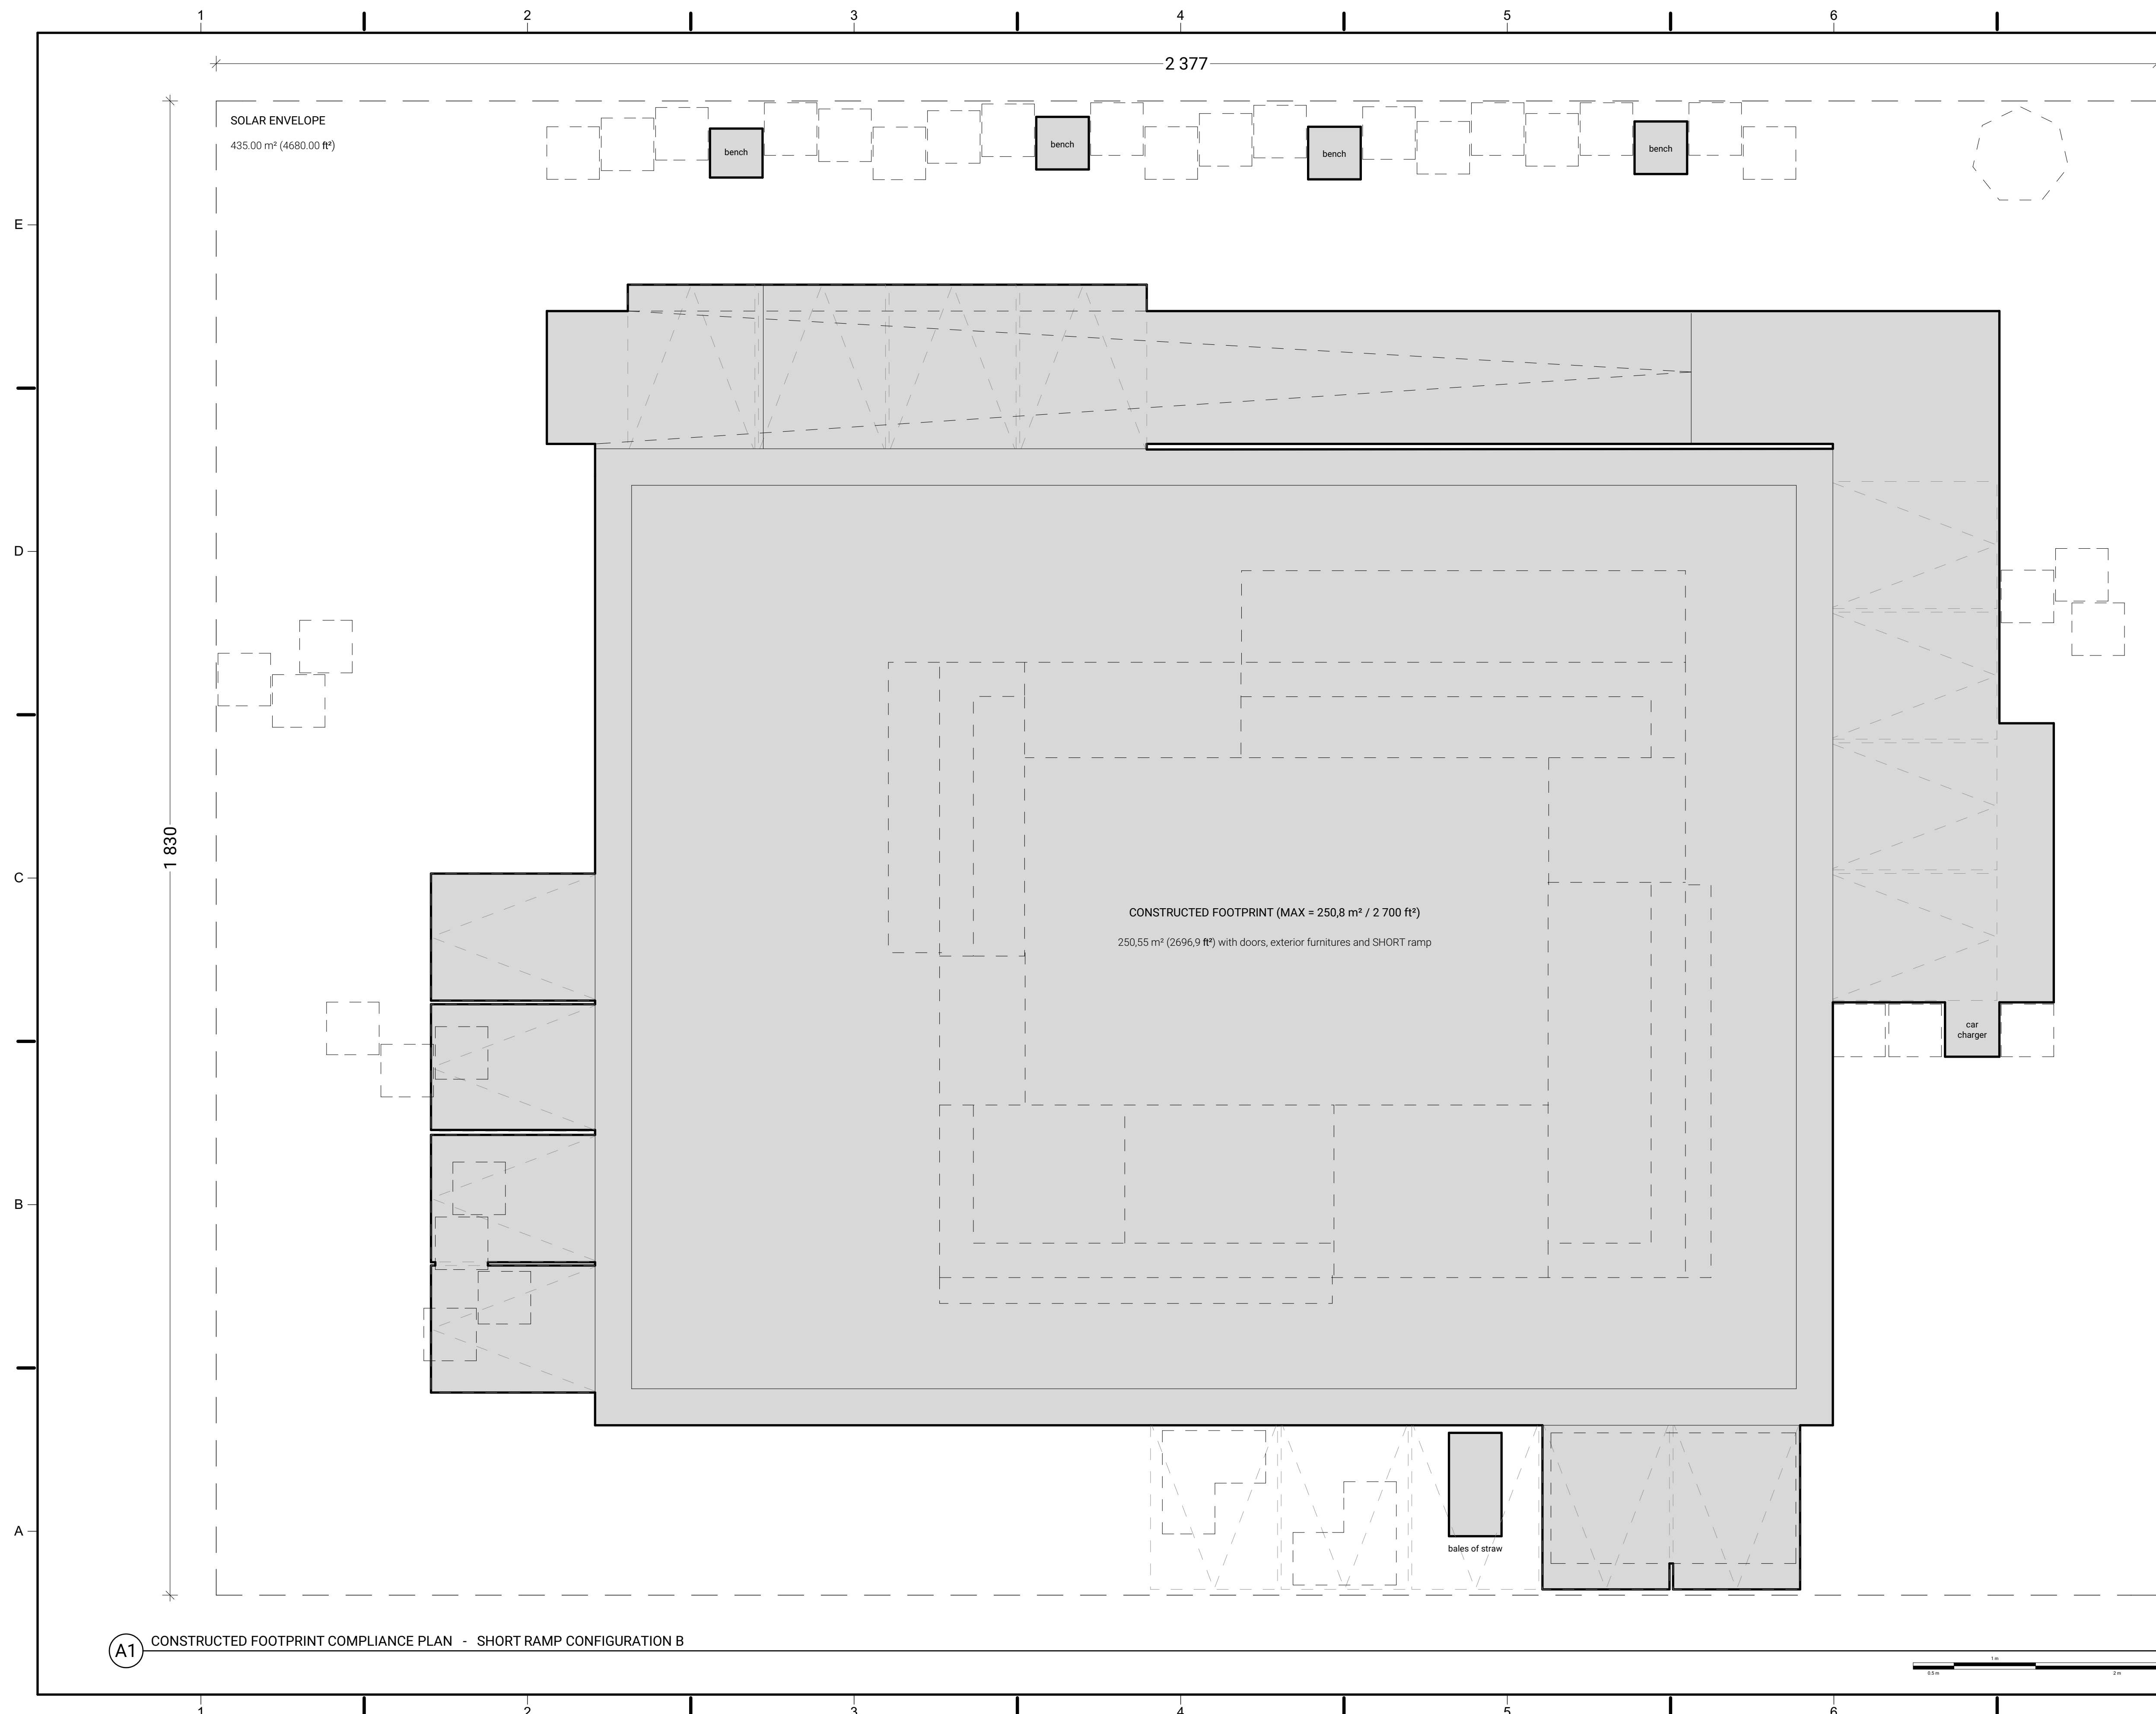 1 2 3 4 5 6
2 377
SOLAR ENVELOPE
435.00 m² (4680.00 ft²)
bench
bench
bench
bench
E
D
1 830
C
CONSTRUCTED FOOTPRINT (MAX = 250,8 m² / 2 700 ft²)
250,55 m² (2696,9 ft²) with doors, exterior furnitures and SHORT ramp
car
charger
B
A
bales of straw
A1 CONSTRUCTED FOOTPRINT COMPLIANCE PLAN - SHORT RAMP CONFIGURATION B
1 m
0.5 m 2 m
1 2 3 4 5 6